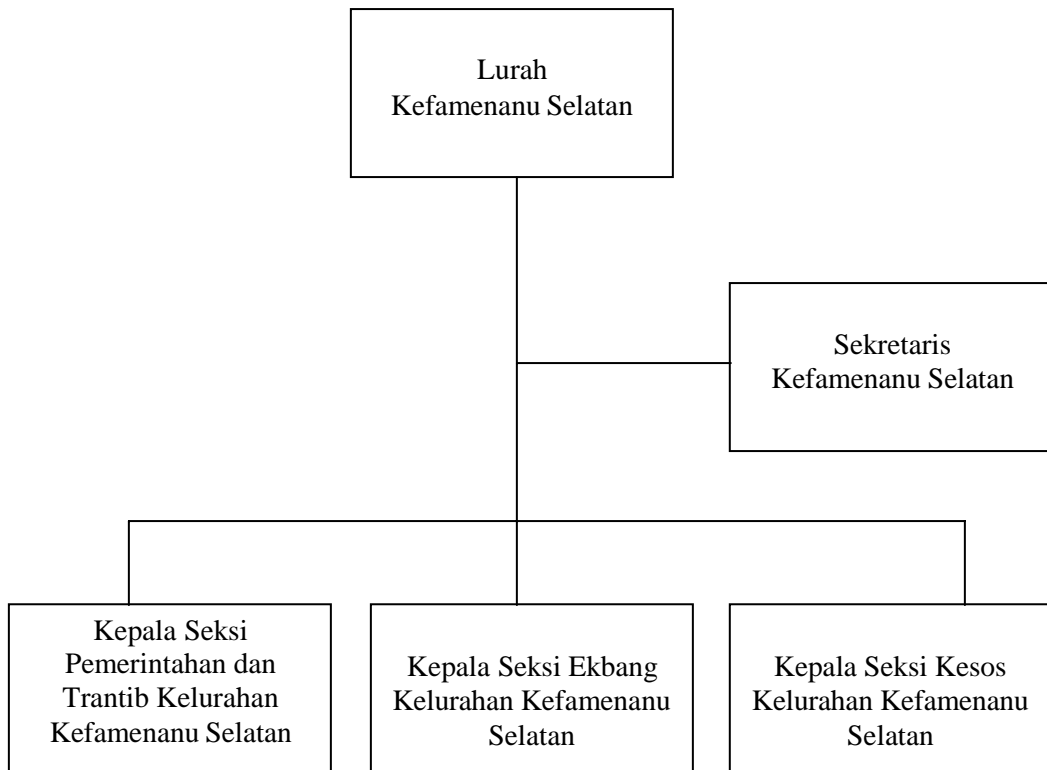 Lurah
Kefamenanu Selatan
Sekretaris
Kefamenanu Selatan
Kepala Seksi
Pemerintahan dan
Trantib Kelurahan
Kefamenanu Selatan
Kepala Seksi Ekbang
Kelurahan Kefamenanu
Selatan
Kepala Seksi Kesos
Kelurahan Kefamenanu
Selatan